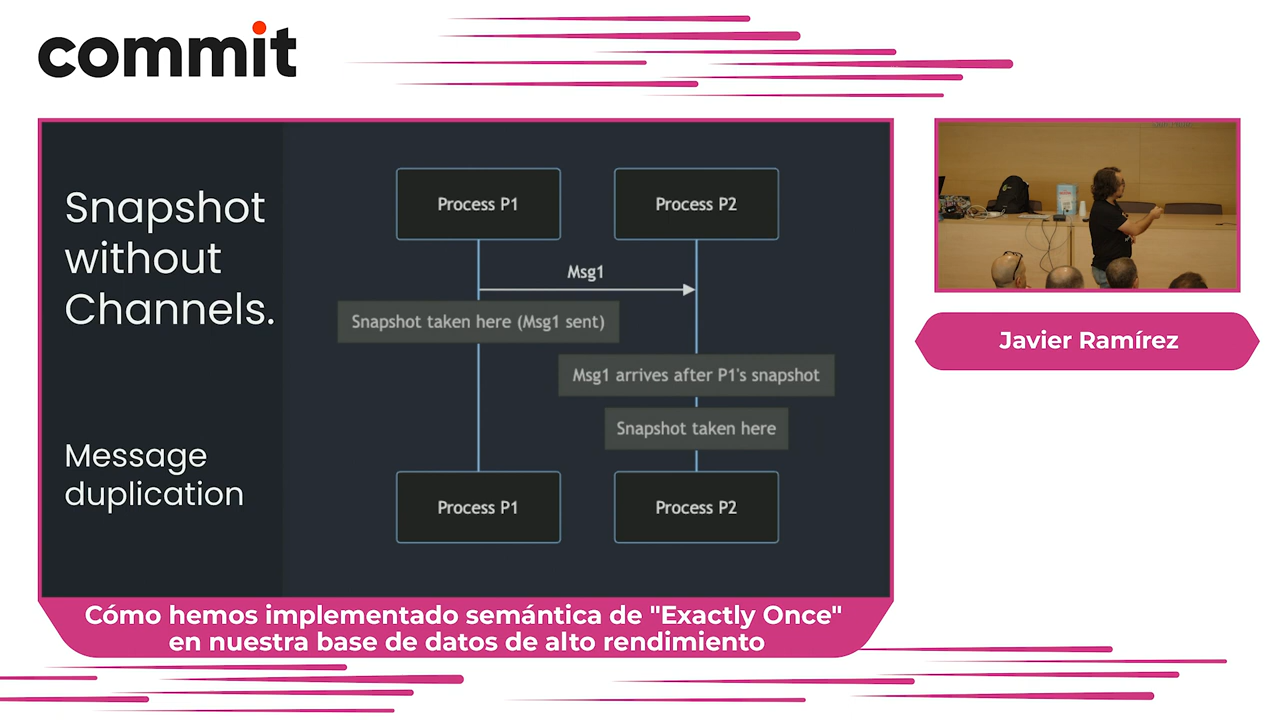 commit
Snapshot
without
Channels.
Message
duplication
Process P1
Process P2
Msg1
Snapshot taken here (Msg1 sent)
Msg1 arrives after P1's snapshot
Snapshot taken here
Process P1
Process P2
Javier Ramírez
Cómo hemos implementado semántica de "Exactly Once"
en nuestra base de datos de alto rendimiento